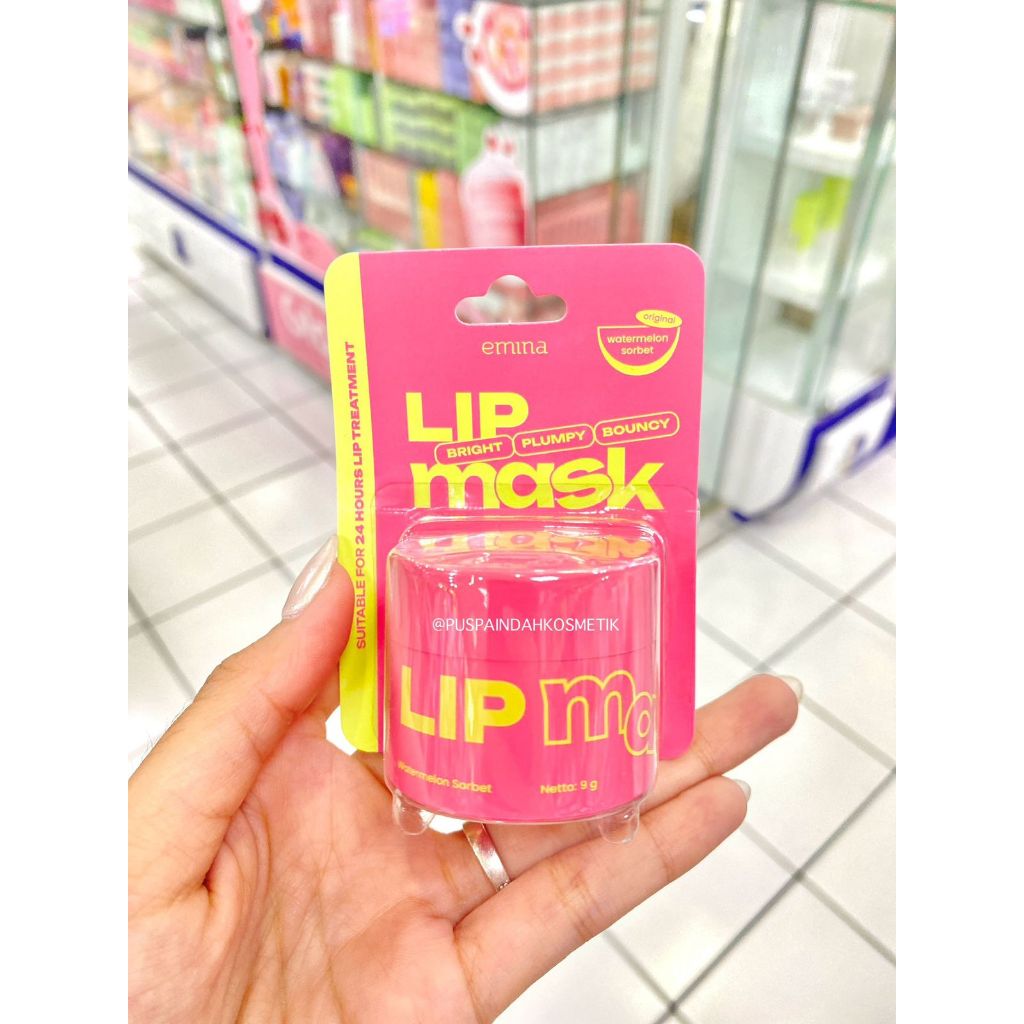 emina
original
watermelon
sorbet
LIP
BRIGHT PLUMPY BOUNCY
mask
SUITABLE FOR 24 HOURS LIP TREATMENT
@PUSPAINDAHKOSMETIK
LIP ma
Watermelon Sorbet
Netto: 9 g